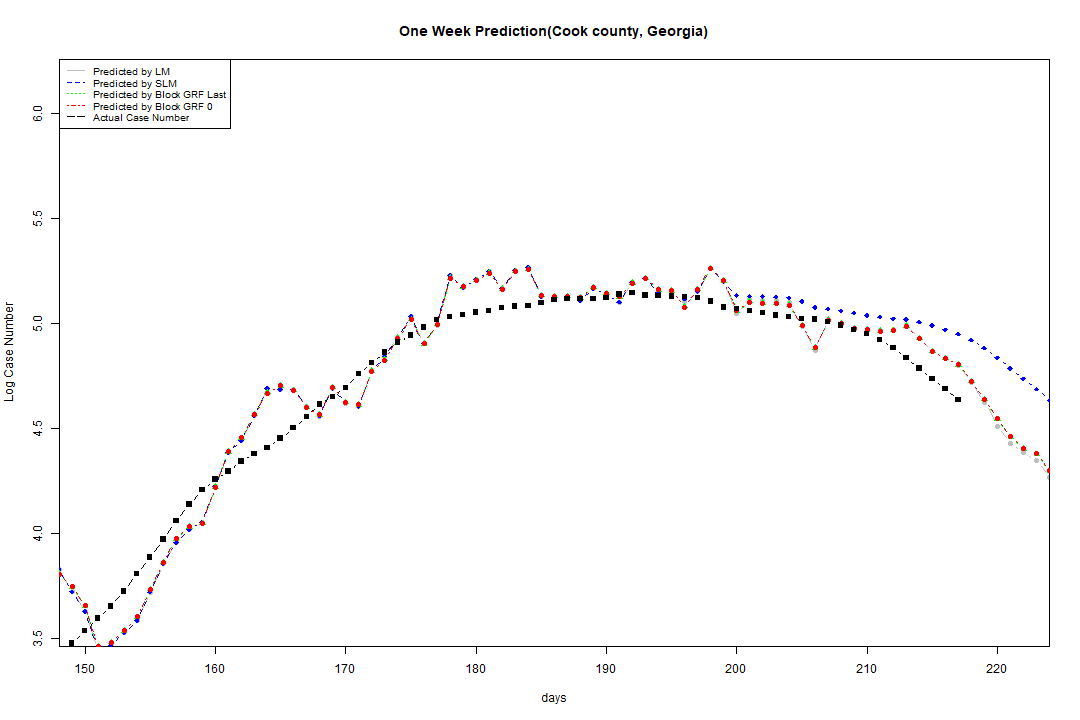 One Week Prediction(Cook county, Georgia)
Predicted by LM
Predicted by SLM
Predicted by Block GRF Last
Predicted by Block GRF 0
Actual Case Number
6.0
5.5
5.0
4.5
4.0
3.5
Log Case Number
150 160 170 180 190 200 210 220
days